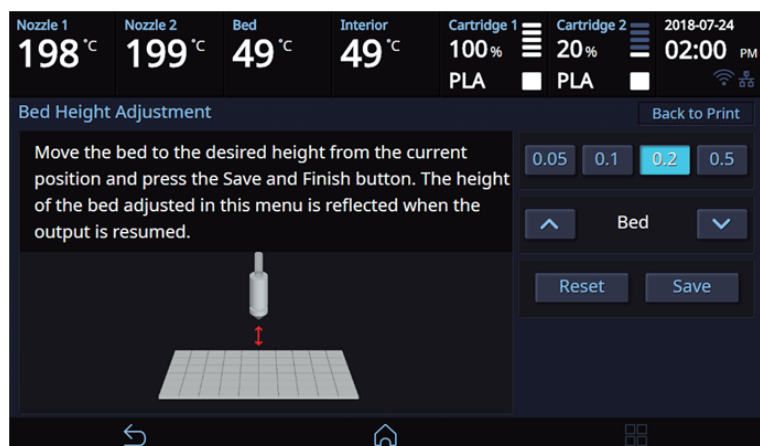 Nozzle 1
198 °C
Nozzle 2
199 °C
Bed
49 °C
Interior
49 °C
Cartridge 1
100 %
PLA
Cartridge 2
20 %
PLA
2018-07-24
02:00 PM
Bed Height Adjustment
Back to Print
Move the bed to the desired height from the current
position and press the Save and Finish button. The height
of the bed adjusted in this menu is reflected when the
output is resumed.
0.05 0.1 0.2 0.5
Bed
Reset Save